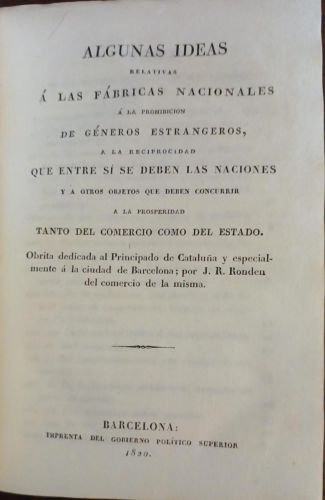 ALGUNAS IDEAS
RELATIVAS
Á LAS FÁBRICAS NACIONALES
Á LA PROHIBICION
DE GÉNEROS ESTRANGEROS,
A LA RECIPROCIDAD
QUE ENTRE SÍ SE DEBEN LAS NACIONES
Y A OTROS OBJETOS QUE DEBEN CONCURRIR
A LA PROSPERIDAD
TANTO DEL COMERCIO COMO DEL ESTADO.
Obrita dedicada al Principado de Cataluña y especial-
mente á la ciudad de Barcelona; por J. R. Ronden
del comercio de la misma.
BARCELONA:
IMPRENTA DEL GOBIERNO POLÍTICO SUPERIOR
1820.